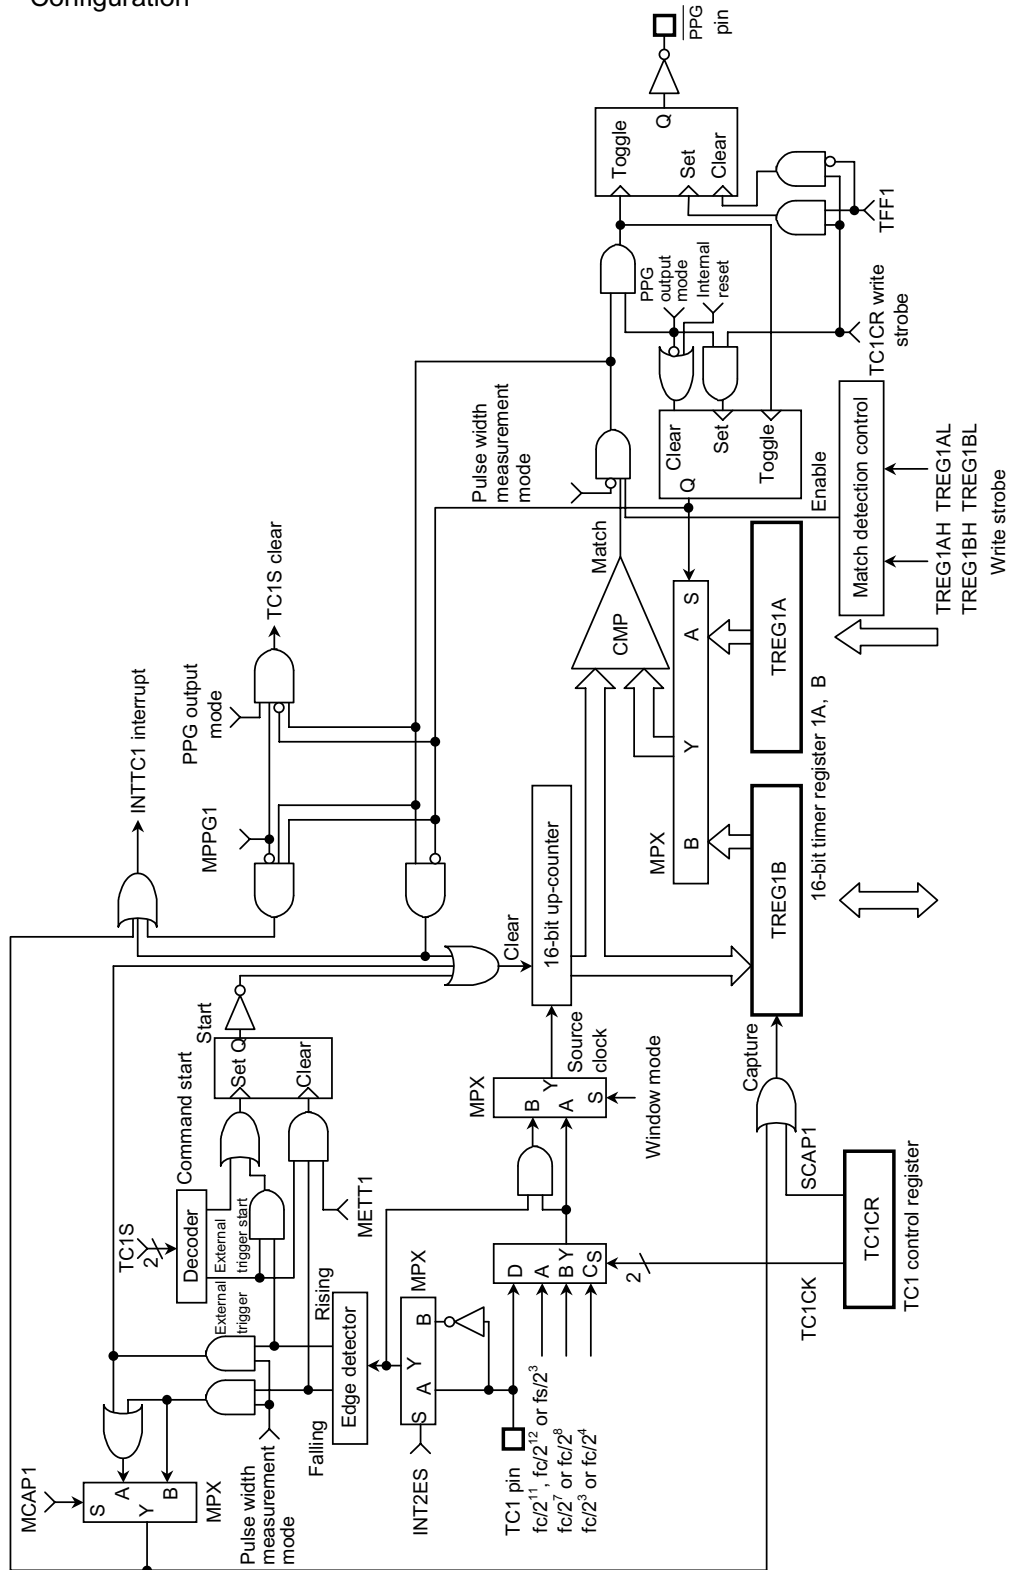 Configuration
PPG
pin
Toggle
Q
Set
Clear
TFF1
PPG
output
mode
Internal
reset
TC1CR write
strobe
Pulse width
measurement
mode
Clear
Set
Toggle
Q
Enable
Match detection control
TREG1AH TREG1AL
TREG1BH TREG1BL
Write strobe
TC1S clear
INTTC1 interrupt
PPG output
mode
MPPG1
Match
CMP
S
A
Y
B
MPX
TREG1A
TREG1B
16-bit timer register 1A, B
Clear
16-bit up-counter
Start
Set Q
Clear
Command start
TC1S
2
Decoder
External
trigger start
External
trigger
METT1
Source
clock
MPX
B
Y
A
S
Window mode
Capture
SCAP1
TC1CR
TC1 control register
TC1CK
2
D
A
B Y
C S
MPX
B
Y
A
S
INT2ES
Rising
Edge detector
Falling
TC1 pin
fc/2¹¹, fc/2¹² or fs/2³
fc/2⁷ or fc/2⁸
fc/2³ or fc/2⁴
MCAP1
S
A
Y
B
MPX
Pulse width
measurement
mode